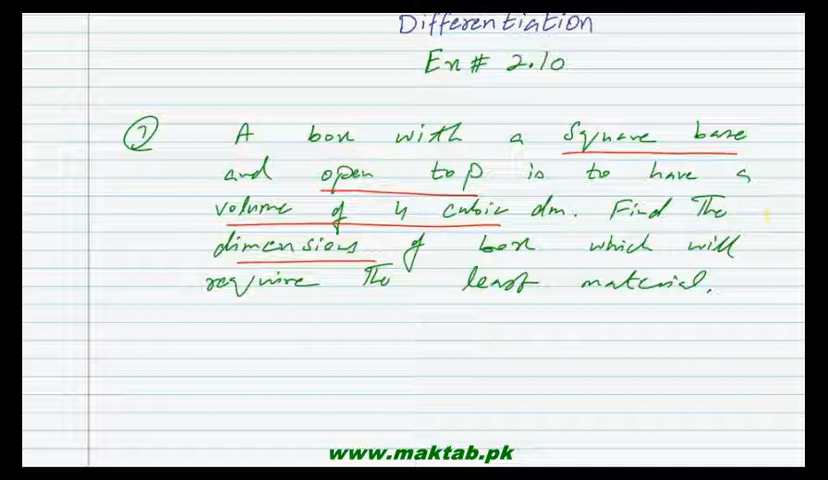 Differentiation
Ex # 2.10
7 A box with a square base
and open top is to have a
volume of 4 cubic dm. Find The
dimensions of box which will
require The least material.
www.maktab.pk